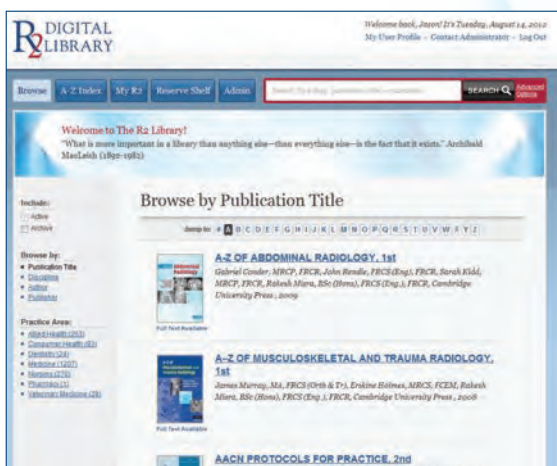 R2 DIGITAL LIBRARY
Welcome back, Jason! It's Tuesday, August 14, 2012
My User Profile - Contact Administrator - Log Out
Browse
A-Z Index
My R2
Reserve Shelf
Admin
SEARCH
Advanced Options
Welcome to The R2 Library!
"What is more important in a library than anything else—than everything else—is the fact that it exists." Archibald
MacLeish (1892-1982)
Include:
Active
Archive
Browse by:
Publication Title
Discipline
Author
Publisher
Practice Area:
Allied Health
Consumer Health
Dentistry (24)
Medicine (1207)
Nursing
Pharmacy (1)
Veterinary Medicine
Browse by Publication Title
Jump to: # A B C D E F G H I J K L M N O P Q R S T U V W X Y Z
Abdominal
Radiology
Full Text Available
A-Z OF ABDOMINAL RADIOLOGY, 1st
Gabriel Conder, MRCP, FRCR, John Rendle, FRCS (Eng), FRCR, Sarah Kidd,
MRCP, FRCR, Rakesh Misra, BSc (Hons), FRCS (Eng.), FRCR, Cambridge
University Press, 2009
Full Text Available
A–Z OF MUSCULOSKELETAL AND TRAUMA RADIOLOGY,
1st
James Murray, MA, FRCS (Orth & Tr), Erskine Holmes, MRCS, FCEM, Rakesh
Misra, BSc (Hons), FRCS (Eng.), FRCR, Cambridge University Press, 2008
AACN PROTOCOLS FOR PRACTICE, 2nd